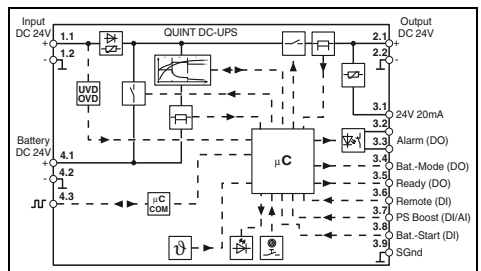 Input
DC 24V
+ 1.1
1.2
-
QUINT DC-UPS
Output
DC 24V
2.1 +
2.2
-
UVD
OVD
3.1
24V 20mA
3.2
3.3
Alarm (DO)
Battery
DC 24V
+ 4.1
4.2
-
4.3
µC
µC
COM
ϑ
3.4
Bat.-Mode (DO)
3.5
Ready (DO)
3.6
Remote (DI)
3.7
PS Boost (DI/AI)
3.8
Bat.-Start (DI)
3.9
SGnd